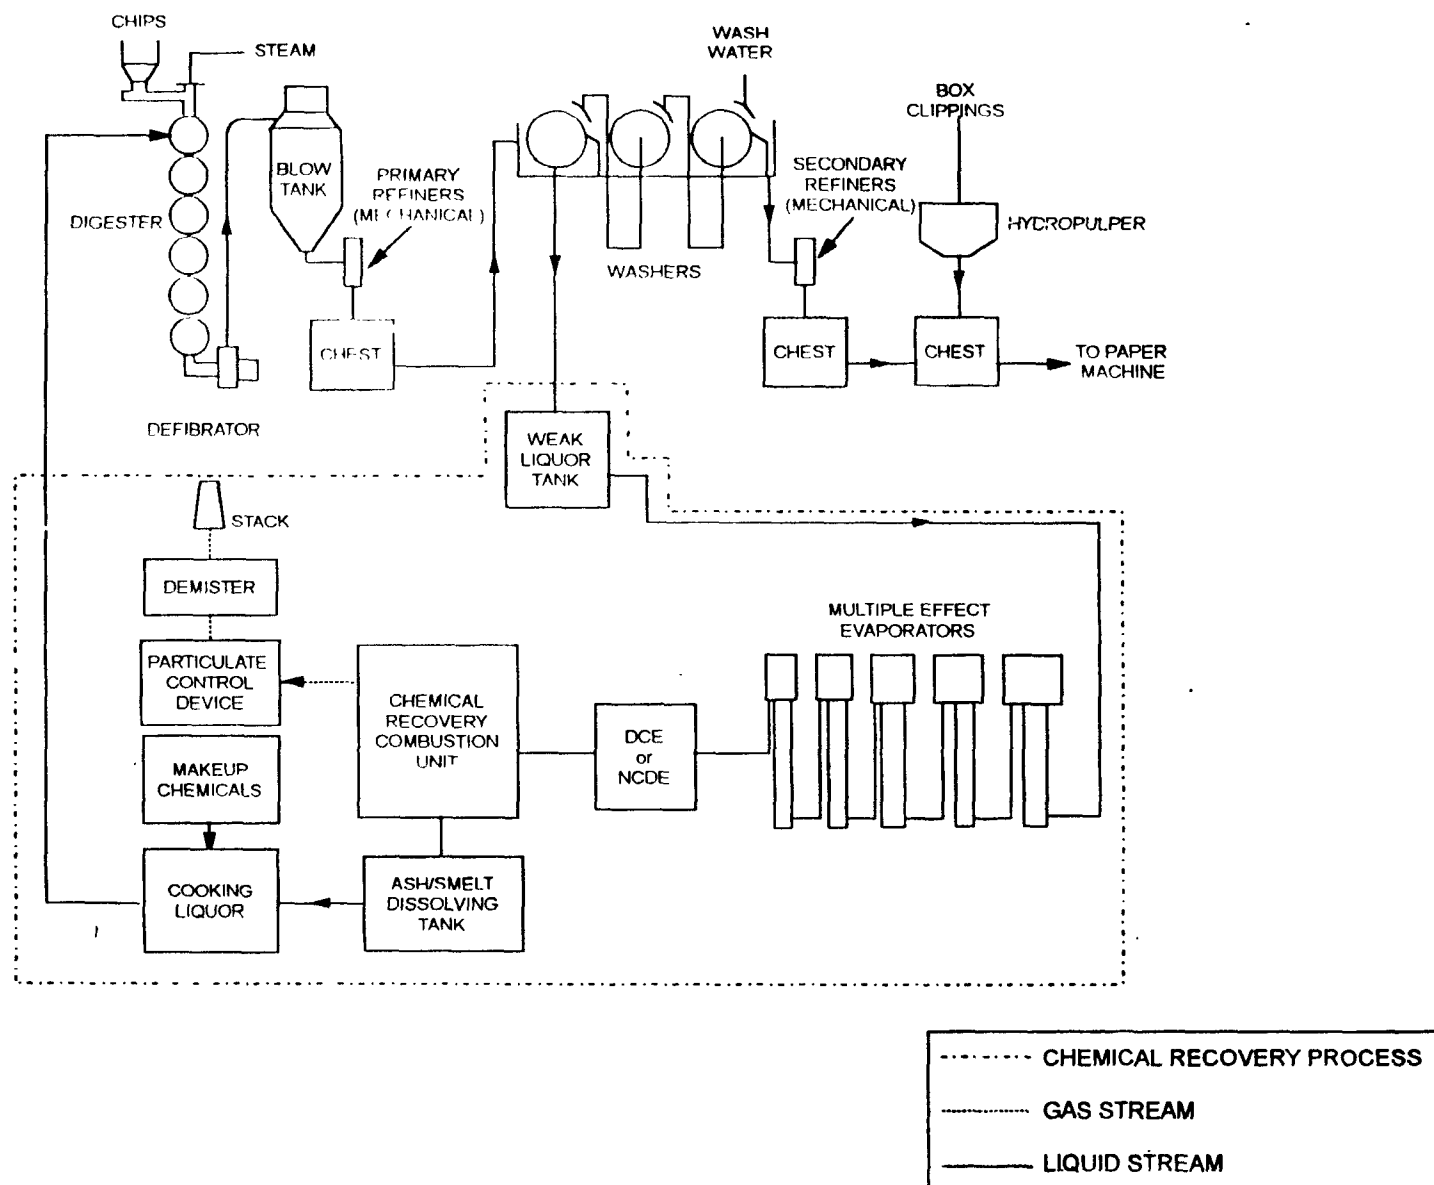 CHIPS
STEAM
DIGESTER
DEFIBRATOR
BLOW
TANK
PRIMARY
REFINERS
(MECHANICAL)
CHEST
WASH
WATER
WASHERS
SECONDARY
REFINERS
(MECHANICAL)
CHEST
BOX
CLIPPINGS
HYDROPULPER
CHEST
TO PAPER
MACHINE
WEAK
LIQUOR
TANK
STACK
DEMISTER
PARTICULATE
CONTROL
DEVICE
MAKEUP
CHEMICALS
COOKING
LIQUOR
CHEMICAL
RECOVERY
COMBUSTION
UNIT
ASH/SMELT
DISSOLVING
TANK
DCE
or
NCDE
MULTIPLE EFFECT
EVAPORATORS
CHEMICAL RECOVERY PROCESS
GAS STREAM
LIQUID STREAM